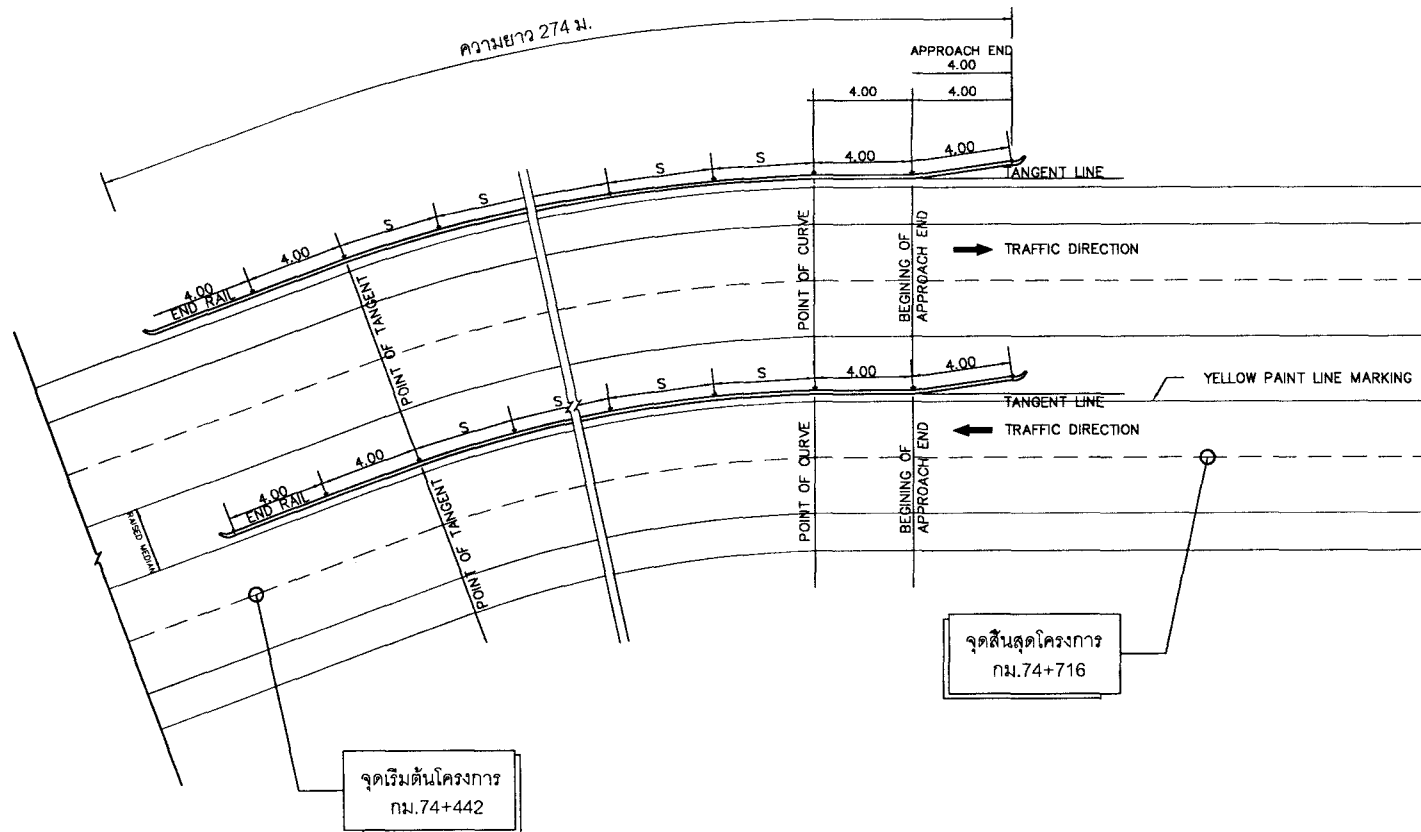 ความยาว 274 ม.
APPROACH END
4.00
4.00
4.00
4.00
4.00
S
S
S
S
4.00
4.00
END RAIL
TANGENT LINE
POINT OF TANGENT
POINT OF CURVE
BEGINING OF
APPROACH END
TRAFFIC DIRECTION
4.00
4.00
S
S
S
S
4.00
4.00
END RAIL
YELLOW PAINT LINE MARKING
TANGENT LINE
TRAFFIC DIRECTION
POINT OF TANGENT
POINT OF CURVE
BEGINING OF
APPROACH END
RAISED MEDIAN
จุดสิ้นสุดโครงการ
กม.74+716
จุดเริ่มต้นโครงการ
กม.74+442